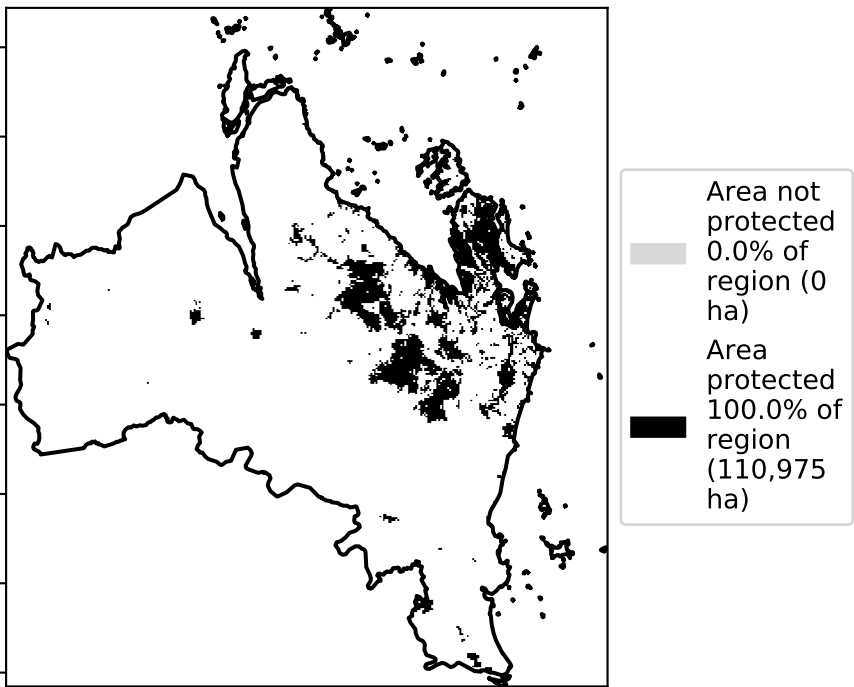 Area not
protected
0.0% of
region (0
ha)
Area
protected
100.0% of
region
(110,975
ha)